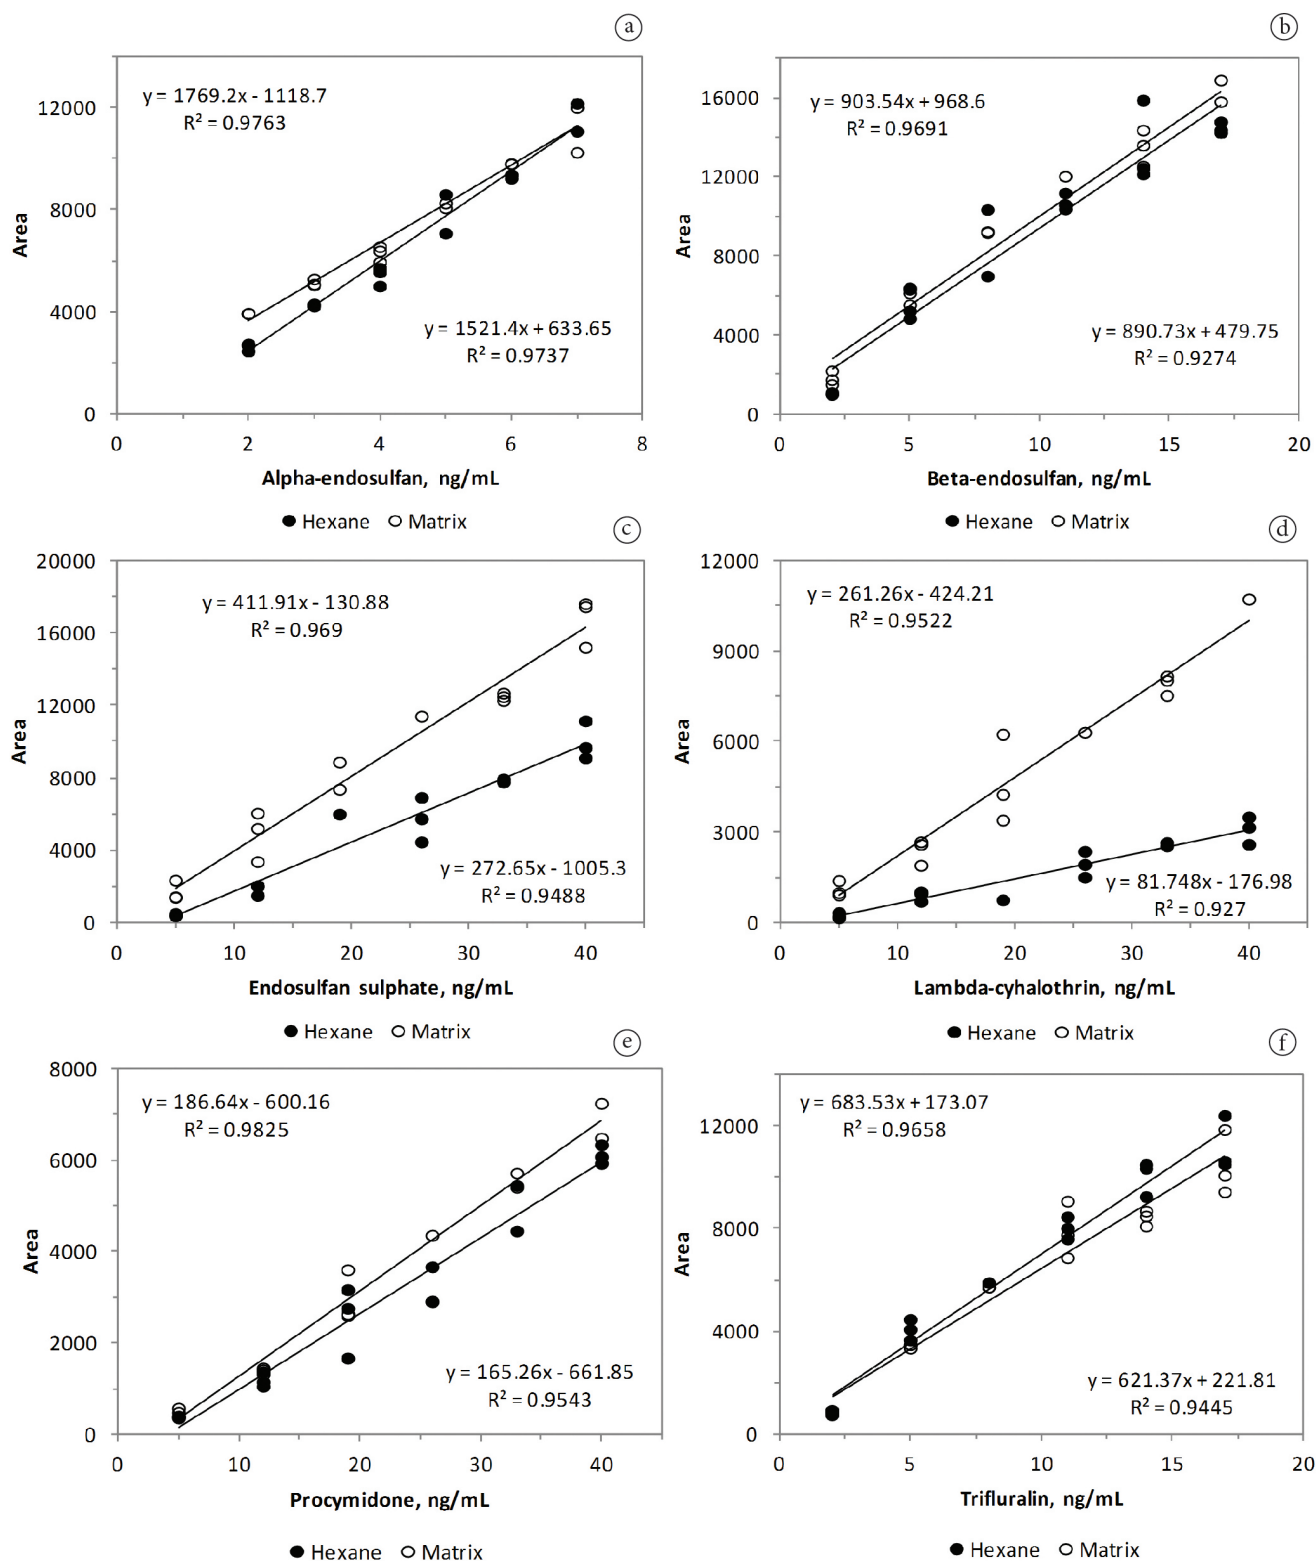 a
12000
8000
4000
0
Area
y = 1769.2x - 1118.7
R² = 0.9763
y = 1521.4x + 633.65
R² = 0.9737
0 2 4 6 8
Alpha-endosulfan, ng/mL
Hexane Matrix
b
16000
12000
8000
4000
0
Area
y = 903.54x + 968.6
R² = 0.9691
y = 890.73x + 479.75
R² = 0.9274
0 5 10 15 20
Beta-endosulfan, ng/mL
Hexane Matrix
c
20000
16000
12000
8000
4000
0
Area
y = 411.91x - 130.88
R² = 0.969
y = 272.65x - 1005.3
R² = 0.9488
0 10 20 30 40
Endosulfan sulphate, ng/mL
Hexane Matrix
d
12000
9000
6000
3000
0
Area
y = 261.26x - 424.21
R² = 0.9522
y = 81.748x - 176.98
R² = 0.927
0 10 20 30 40
Lambda-cyhalothrin, ng/mL
Hexane Matrix
e
8000
6000
4000
2000
0
Area
y = 186.64x - 600.16
R² = 0.9825
y = 165.26x - 661.85
R² = 0.9543
0 10 20 30 40
Procymidone, ng/mL
Hexane Matrix
f
12000
8000
4000
0
Area
y = 683.53x + 173.07
R² = 0.9658
y = 621.37x + 221.81
R² = 0.9445
0 5 10 15 20
Trifluralin, ng/mL
Hexane Matrix